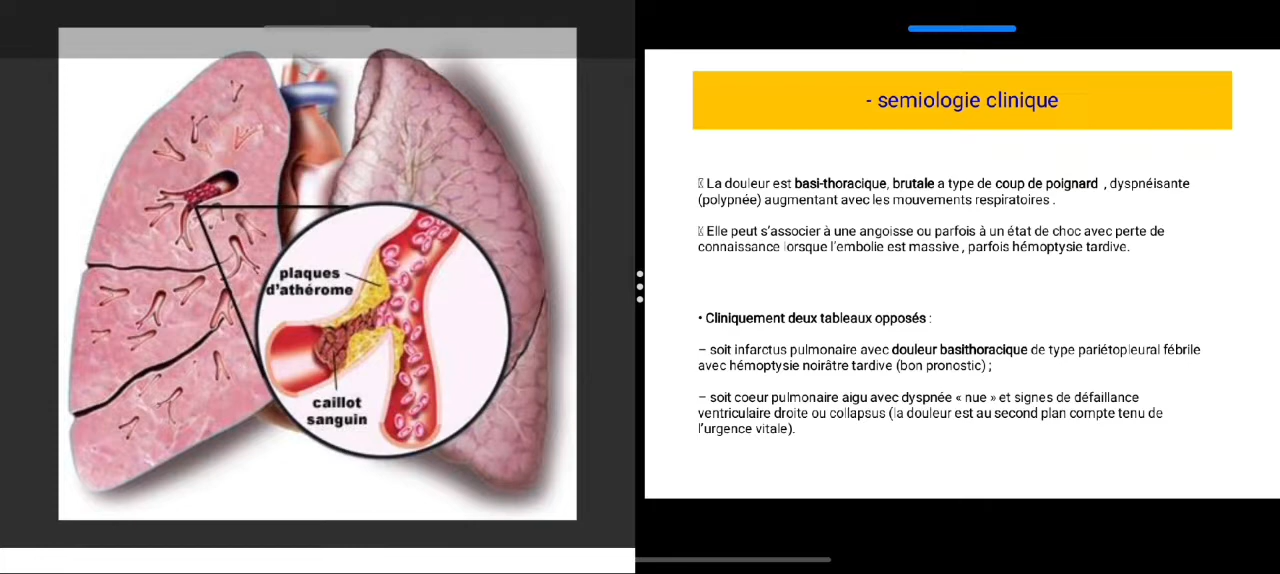 plaques
d'athérome
caillot
sanguin
- semiologie clinique
La douleur est basi-thoracique, brutale a type de coup de poignard , dyspnéisante
(polypnée) augmentant avec les mouvements respiratoires .
Elle peut s'associer à une angoisse ou parfois à un état de choc avec perte de
connaissance lorsque l'embolie est massive , parfois hémoptysie tardive.
• Cliniquement deux tableaux opposés :
– soit infarctus pulmonaire avec douleur basithoracique de type pariétopleural fébrile
avec hémoptysie noirâtre tardive (bon pronostic) ;
– soit coeur pulmonaire aigu avec dyspnée « nue » et signes de défaillance
ventriculaire droite ou collapsus (la douleur est au second plan compte tenu de
l'urgence vitale).